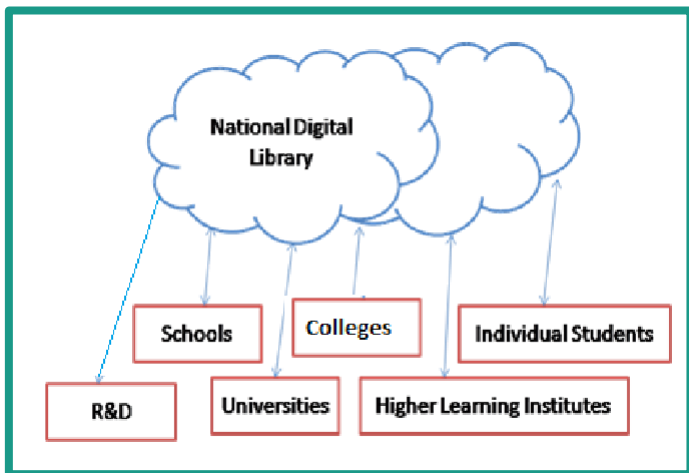 National Digital
Library
Schools
Colleges
Individual Students
R&D
Universities
Higher Learning Institutes